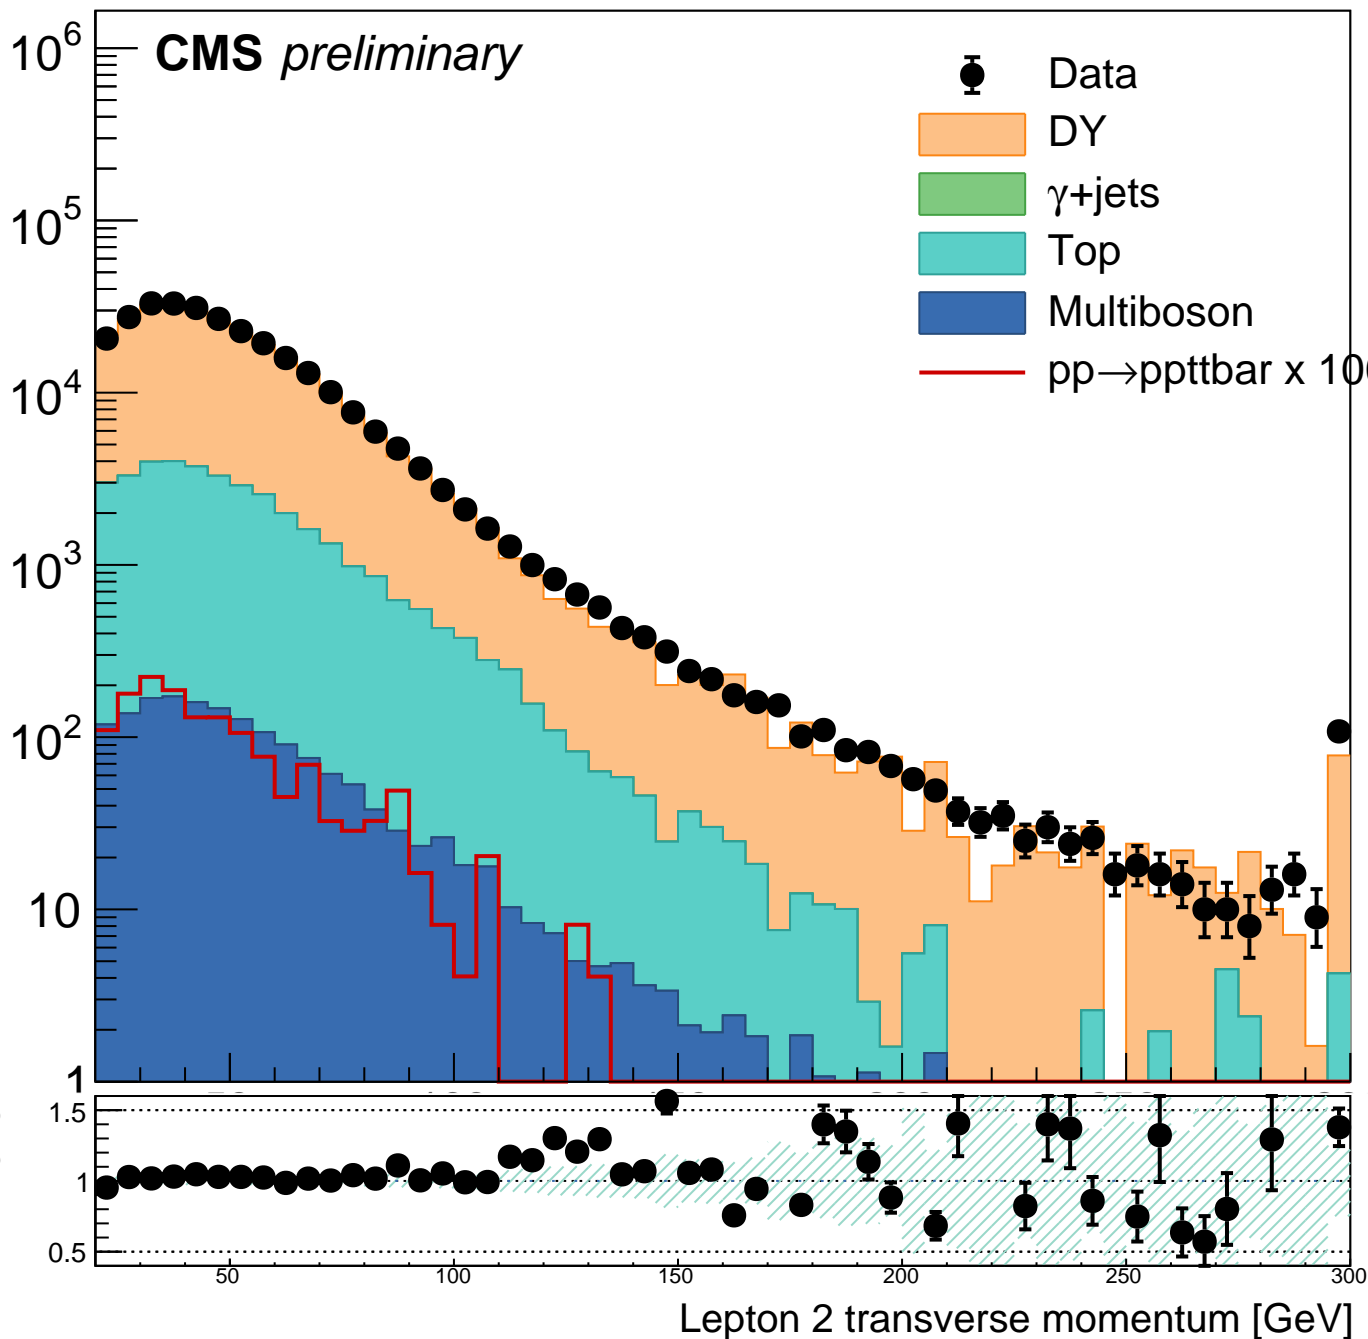 CMS preliminary
Data
DY
γ+jets
Top
Multiboson
pp→ppttbar x 10
10^6
10^5
10^4
10^3
10^2
10
1
1.5
1
0.5
50 100 150 200 250 300
Lepton 2 transverse momentum [GeV]